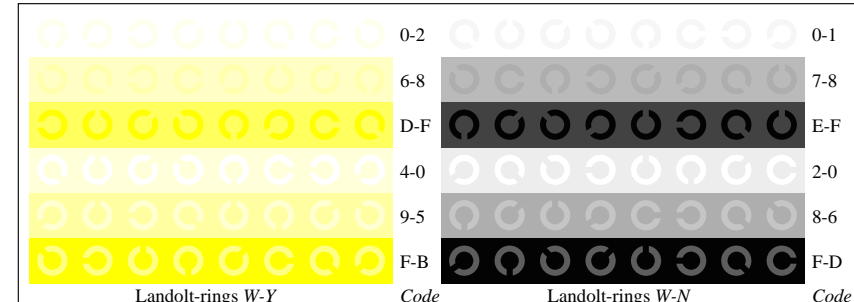 0-2 0-1
6-8 7-8
D-F E-F
4-0 2-0
9-5 8-6
F-B F-D
Landolt-rings W-Y Code Landolt-rings W-N Code